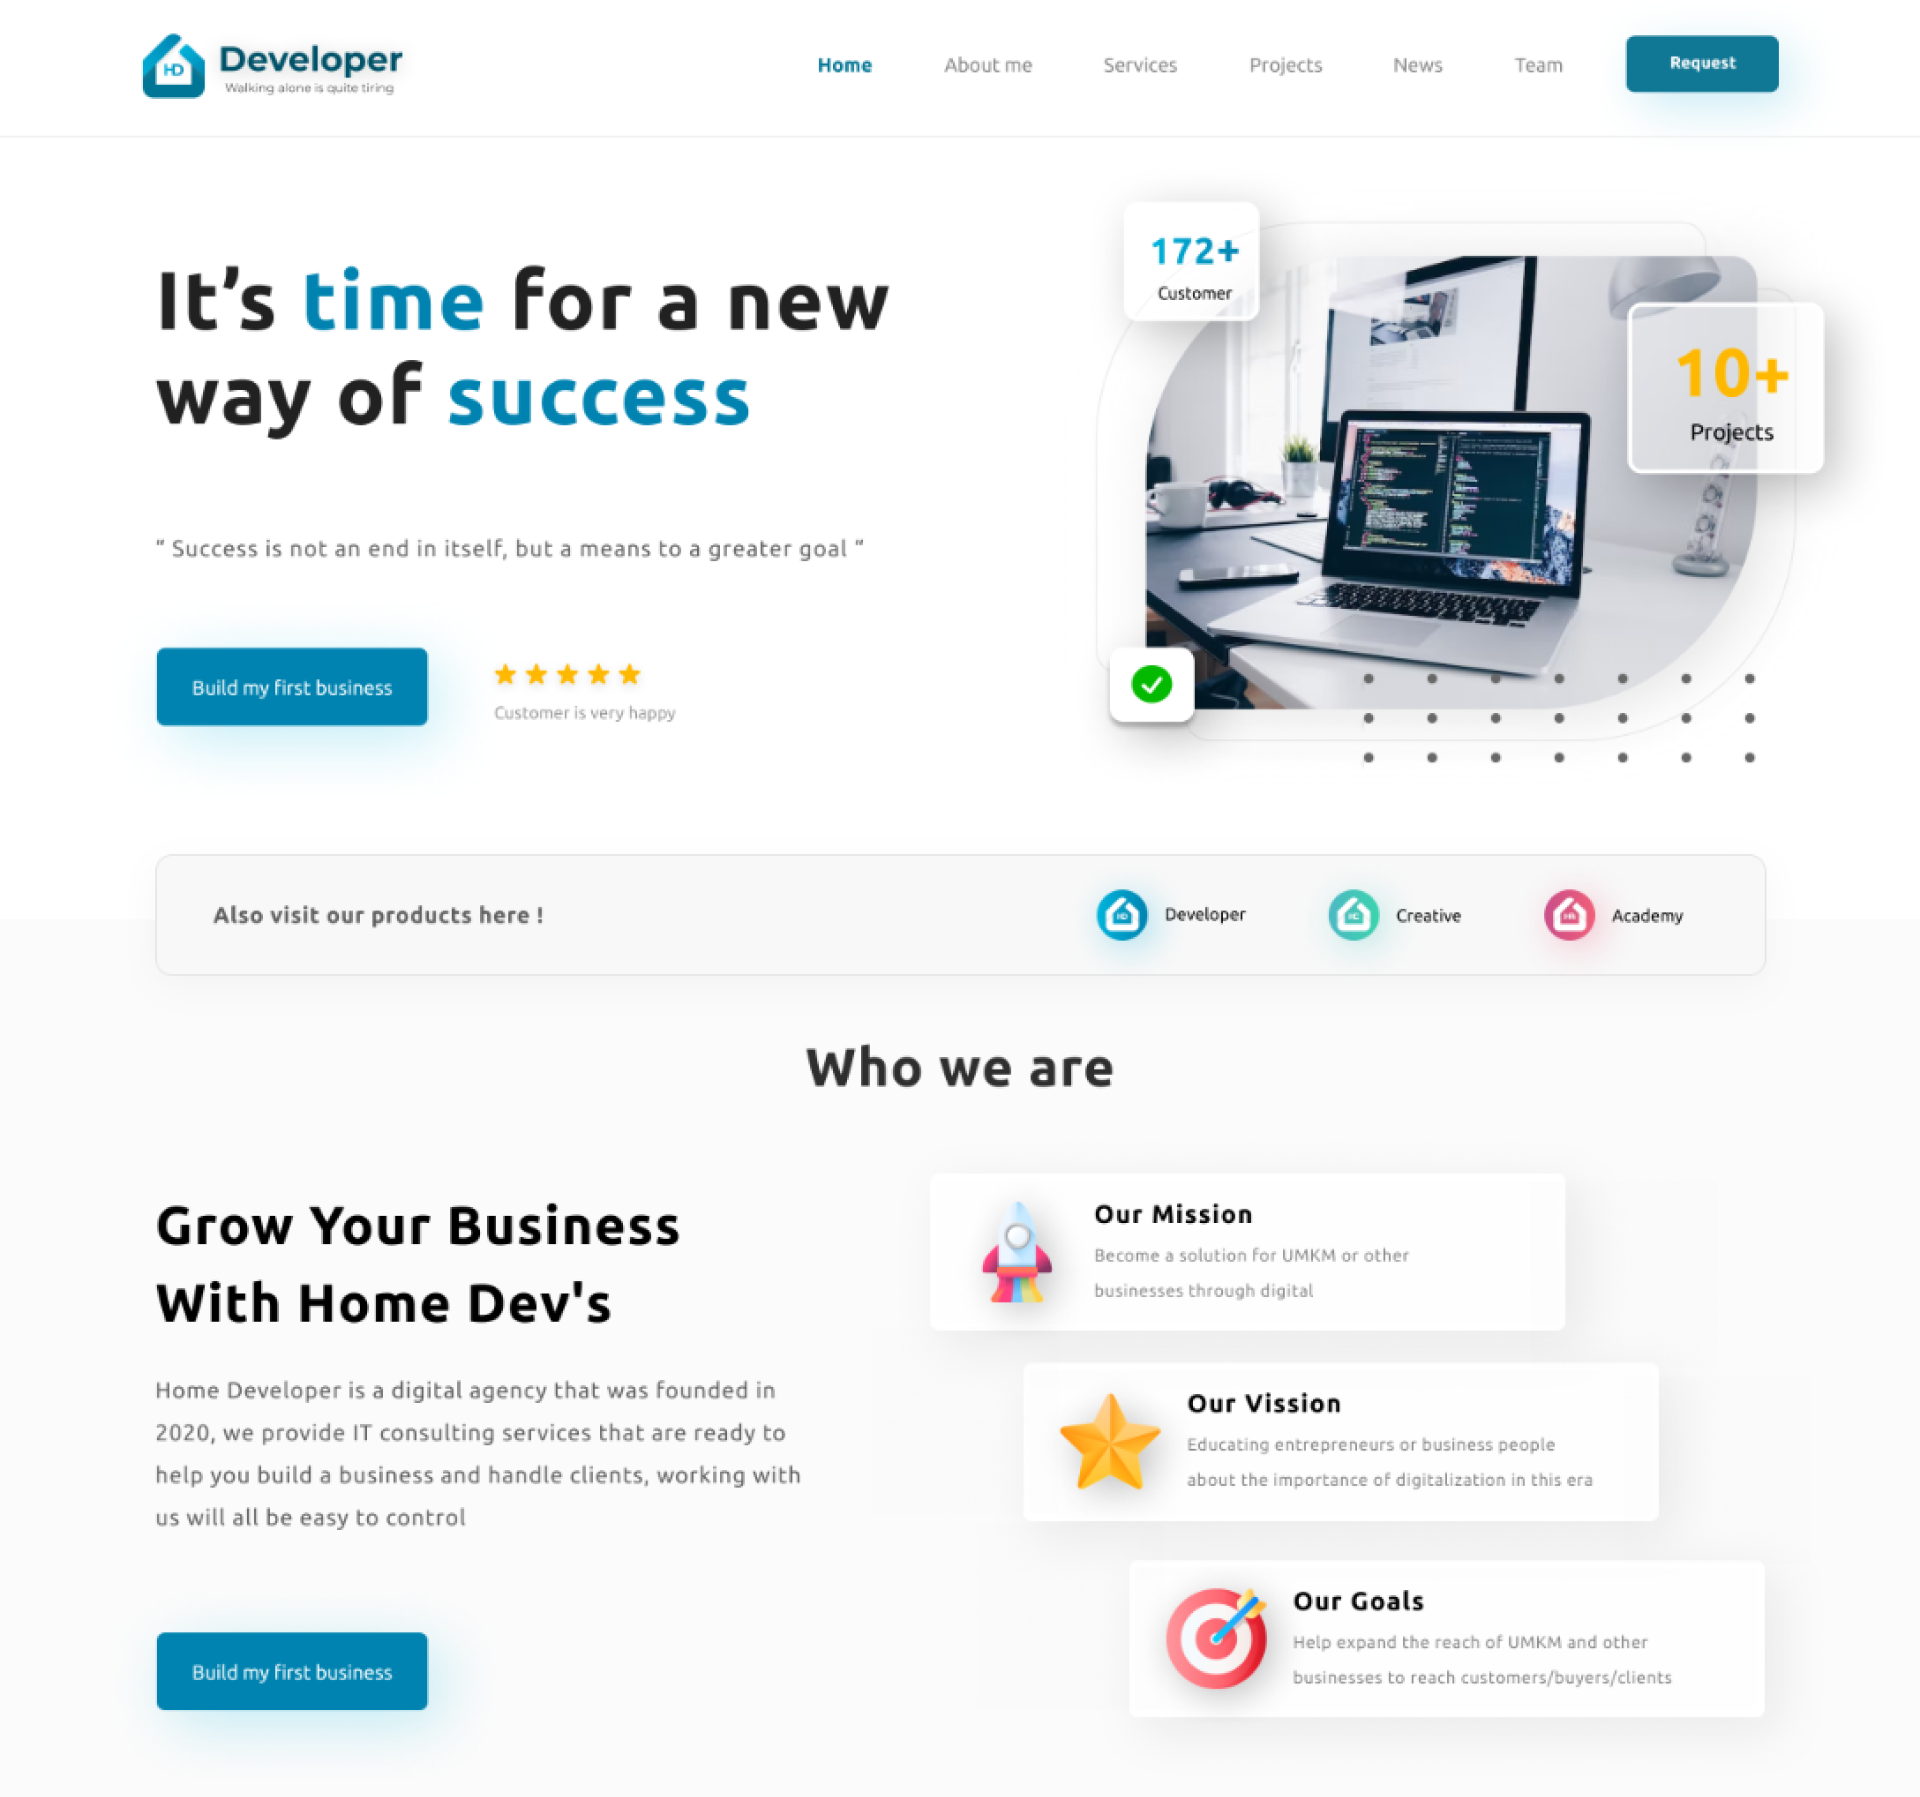 HD
Developer
Walking alone is quite tiring
Home
About me
Services
Projects
News
Team
Request
It’s time for a new
way of success
" Success is not an end in itself, but a means to a greater goal "
Build my first business
Customer is very happy
172+
Customer
10+
Projects
Also visit our products here !
HD
Developer
HC
Creative
HA
Academy
Who we are
Grow Your Business
With Home Dev's
Home Developer is a digital agency that was founded in
2020, we provide IT consulting services that are ready to
help you build a business and handle clients, working with
us will all be easy to control
Build my first business
Our Mission
Become a solution for UMKM or other
businesses through digital
Our Vission
Educating entrepreneurs or business people
about the importance of digitalization in this era
Our Goals
Help expand the reach of UMKM and other
businesses to reach customers/buyers/clients